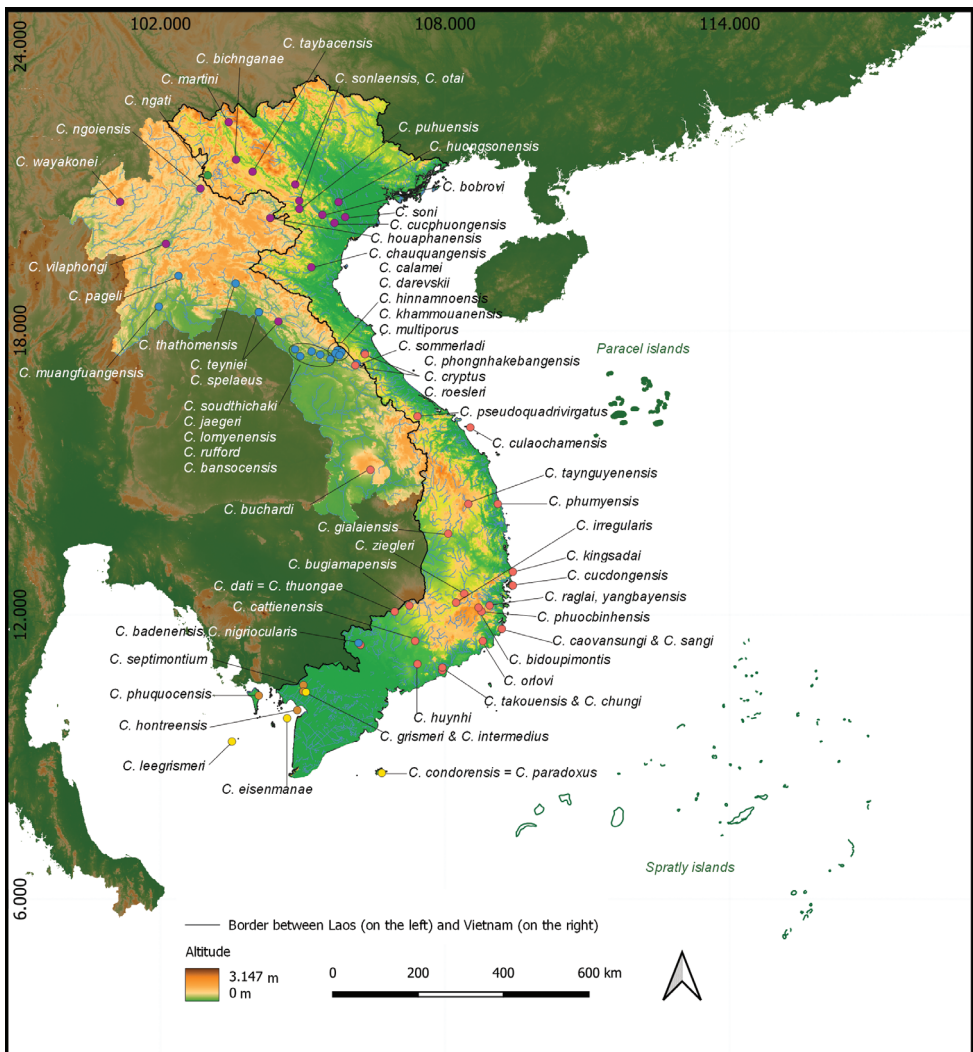 102.000
108.000
114.000
24.000
18.000
12.000
6.000
C. taybacensis
C. bichnganae
C. martini
C. sonlaensis, C. otai
C. ngati
C. puhuensis
C. ngoiensis
C. huongsonensis
C. wayakonei
C. bobrovi
C. soni
C. cucphuongensis
C. houaphanensis
C. vilaphongi
C. chauquangensis
C. calamei
C. darevskii
C. pageli
C. hinnamnoensis
C. khammouanensis
C. multiporus
C. thathomensis
C. sommerladi
C. phongnhakebangensis
C. teyniei
C. muangfuangensis
C. cryptus
C. spelaeus
C. roesleri
Paracel islands
C. soudthichaki
C. jaegeri
C. lomyenensis
C. rufford
C. bansocensis
C. pseudoquadrivirgatus
C. culaochamensis
C. taynguyenensis
C. buchardi
C. phumyensis
C. gialaiensis
C. irregularis
C. ziegleri
C. kingsadai
C. bugiamapensis
C. cucdongensis
C. dati = C. thuongae
C. raglai, yangbayensis
C. cattienensis
C. phuocbinhensis
C. badenensis, C. nigriocularis
C. caovansungi & C. sangi
C. septimontium
C. bidoupimontis
C. orlovi
C. phuquocensis
C. takouensis & C. chungi
C. huynhi
C. hontreensis
C. grismeri & C. intermedius
C. leegrismeri
C. condorensis = C. paradoxus
C. eisenmanae
Spratly islands
Border between Laos (on the left) and Vietnam (on the right)
Altitude
3.147 m
0 m
0 200 400 600 km